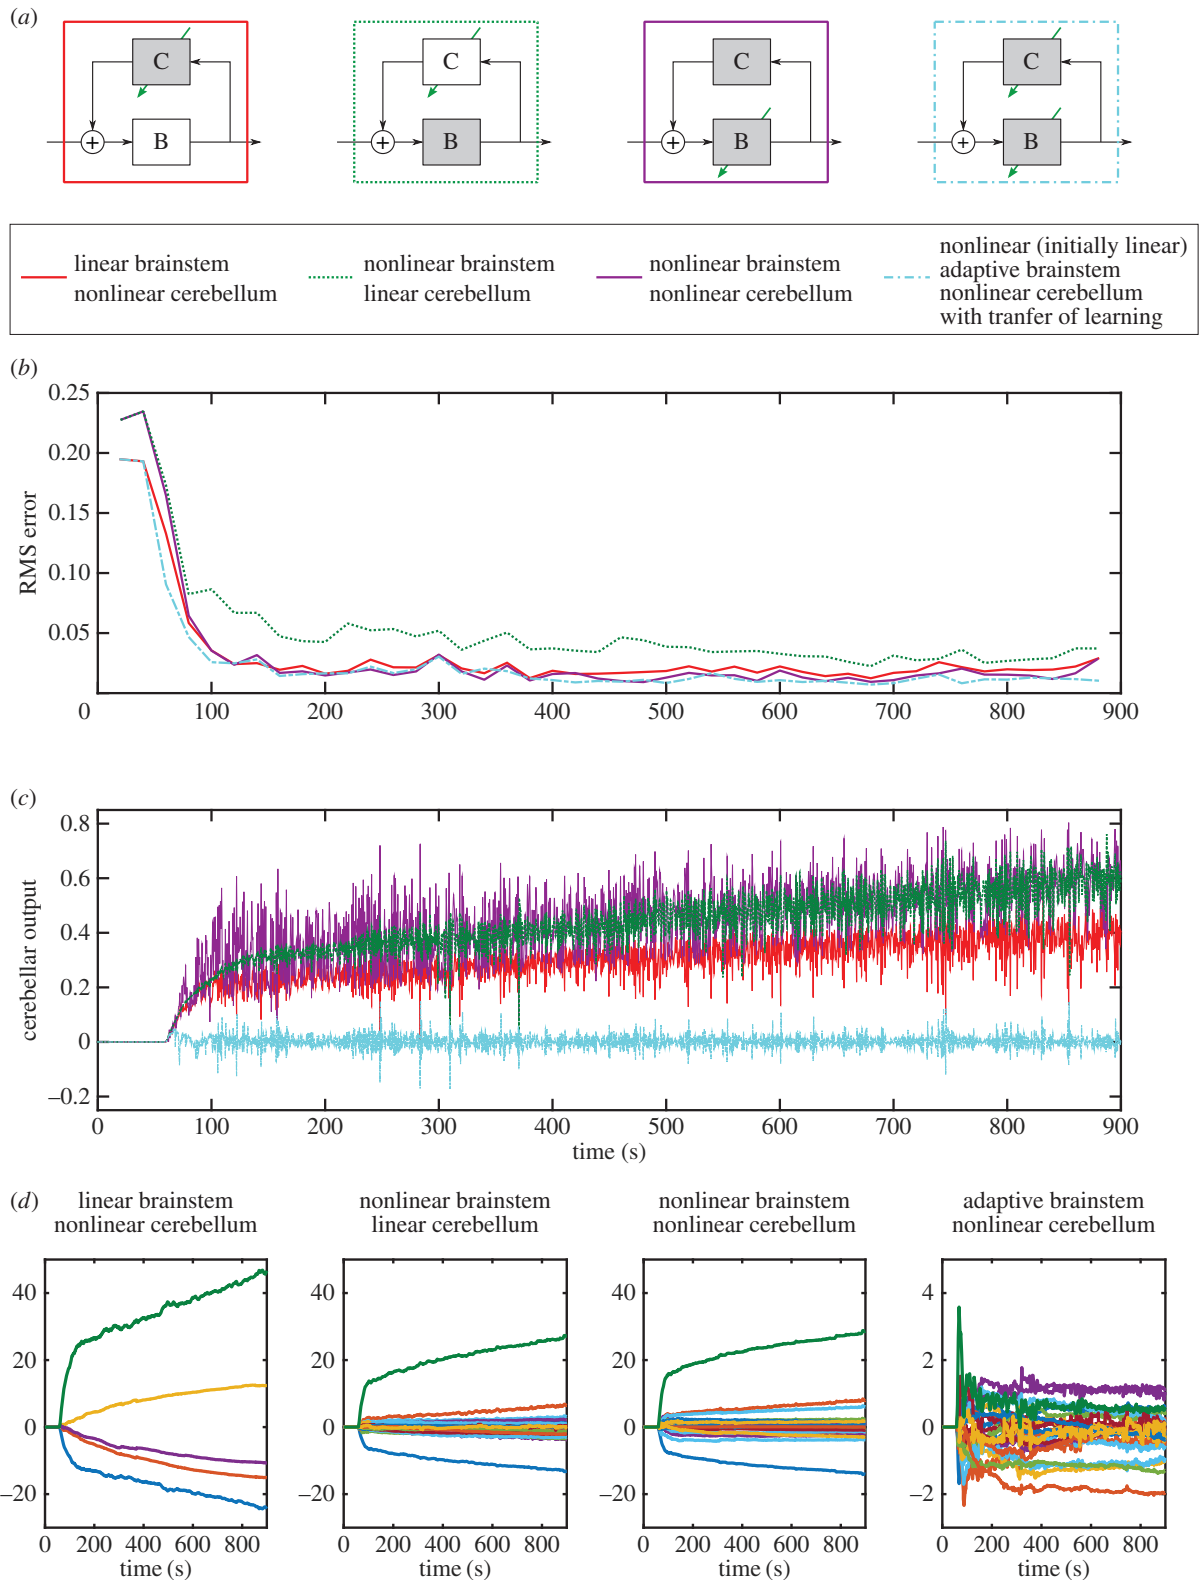 (a)
C
B
+
C
B
+
C
B
+
C
B
+
linear brainstem
nonlinear cerebellum
nonlinear brainstem
linear cerebellum
nonlinear brainstem
nonlinear cerebellum
nonlinear (initially linear)
adaptive brainstem
nonlinear cerebellum
with tranfer of learning
(b)
RMS error
0.25
0.20
0.15
0.10
0.05
0 100 200 300 400 500 600 700 800 900
(c)
cerebellar output
0.8
0.6
0.4
0.2
0
−0.2
0 100 200 300 400 500 600 700 800 900
time (s)
(d)
linear brainstem
nonlinear cerebellum
40
20
0
−20
0 200 400 600 800
time (s)
nonlinear brainstem
linear cerebellum
40
20
0
−20
0 200 400 600 800
time (s)
nonlinear brainstem
nonlinear cerebellum
40
20
0
−20
0 200 400 600 800
time (s)
adaptive brainstem
nonlinear cerebellum
4
2
0
−2
0 200 400 600 800
time (s)